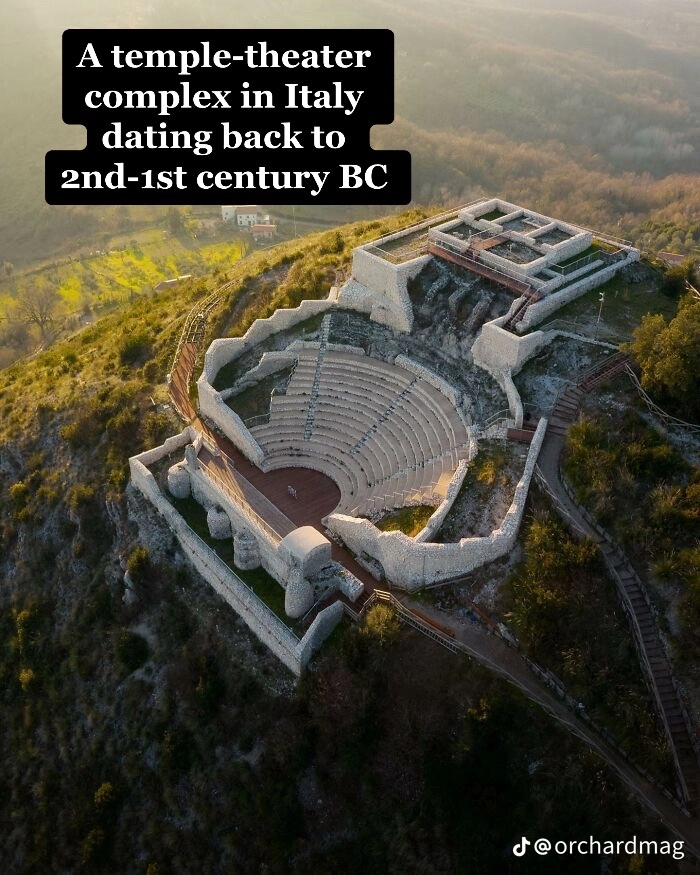 A temple-theater
complex in Italy
dating back to
2nd-1st century BC
@orchardmag